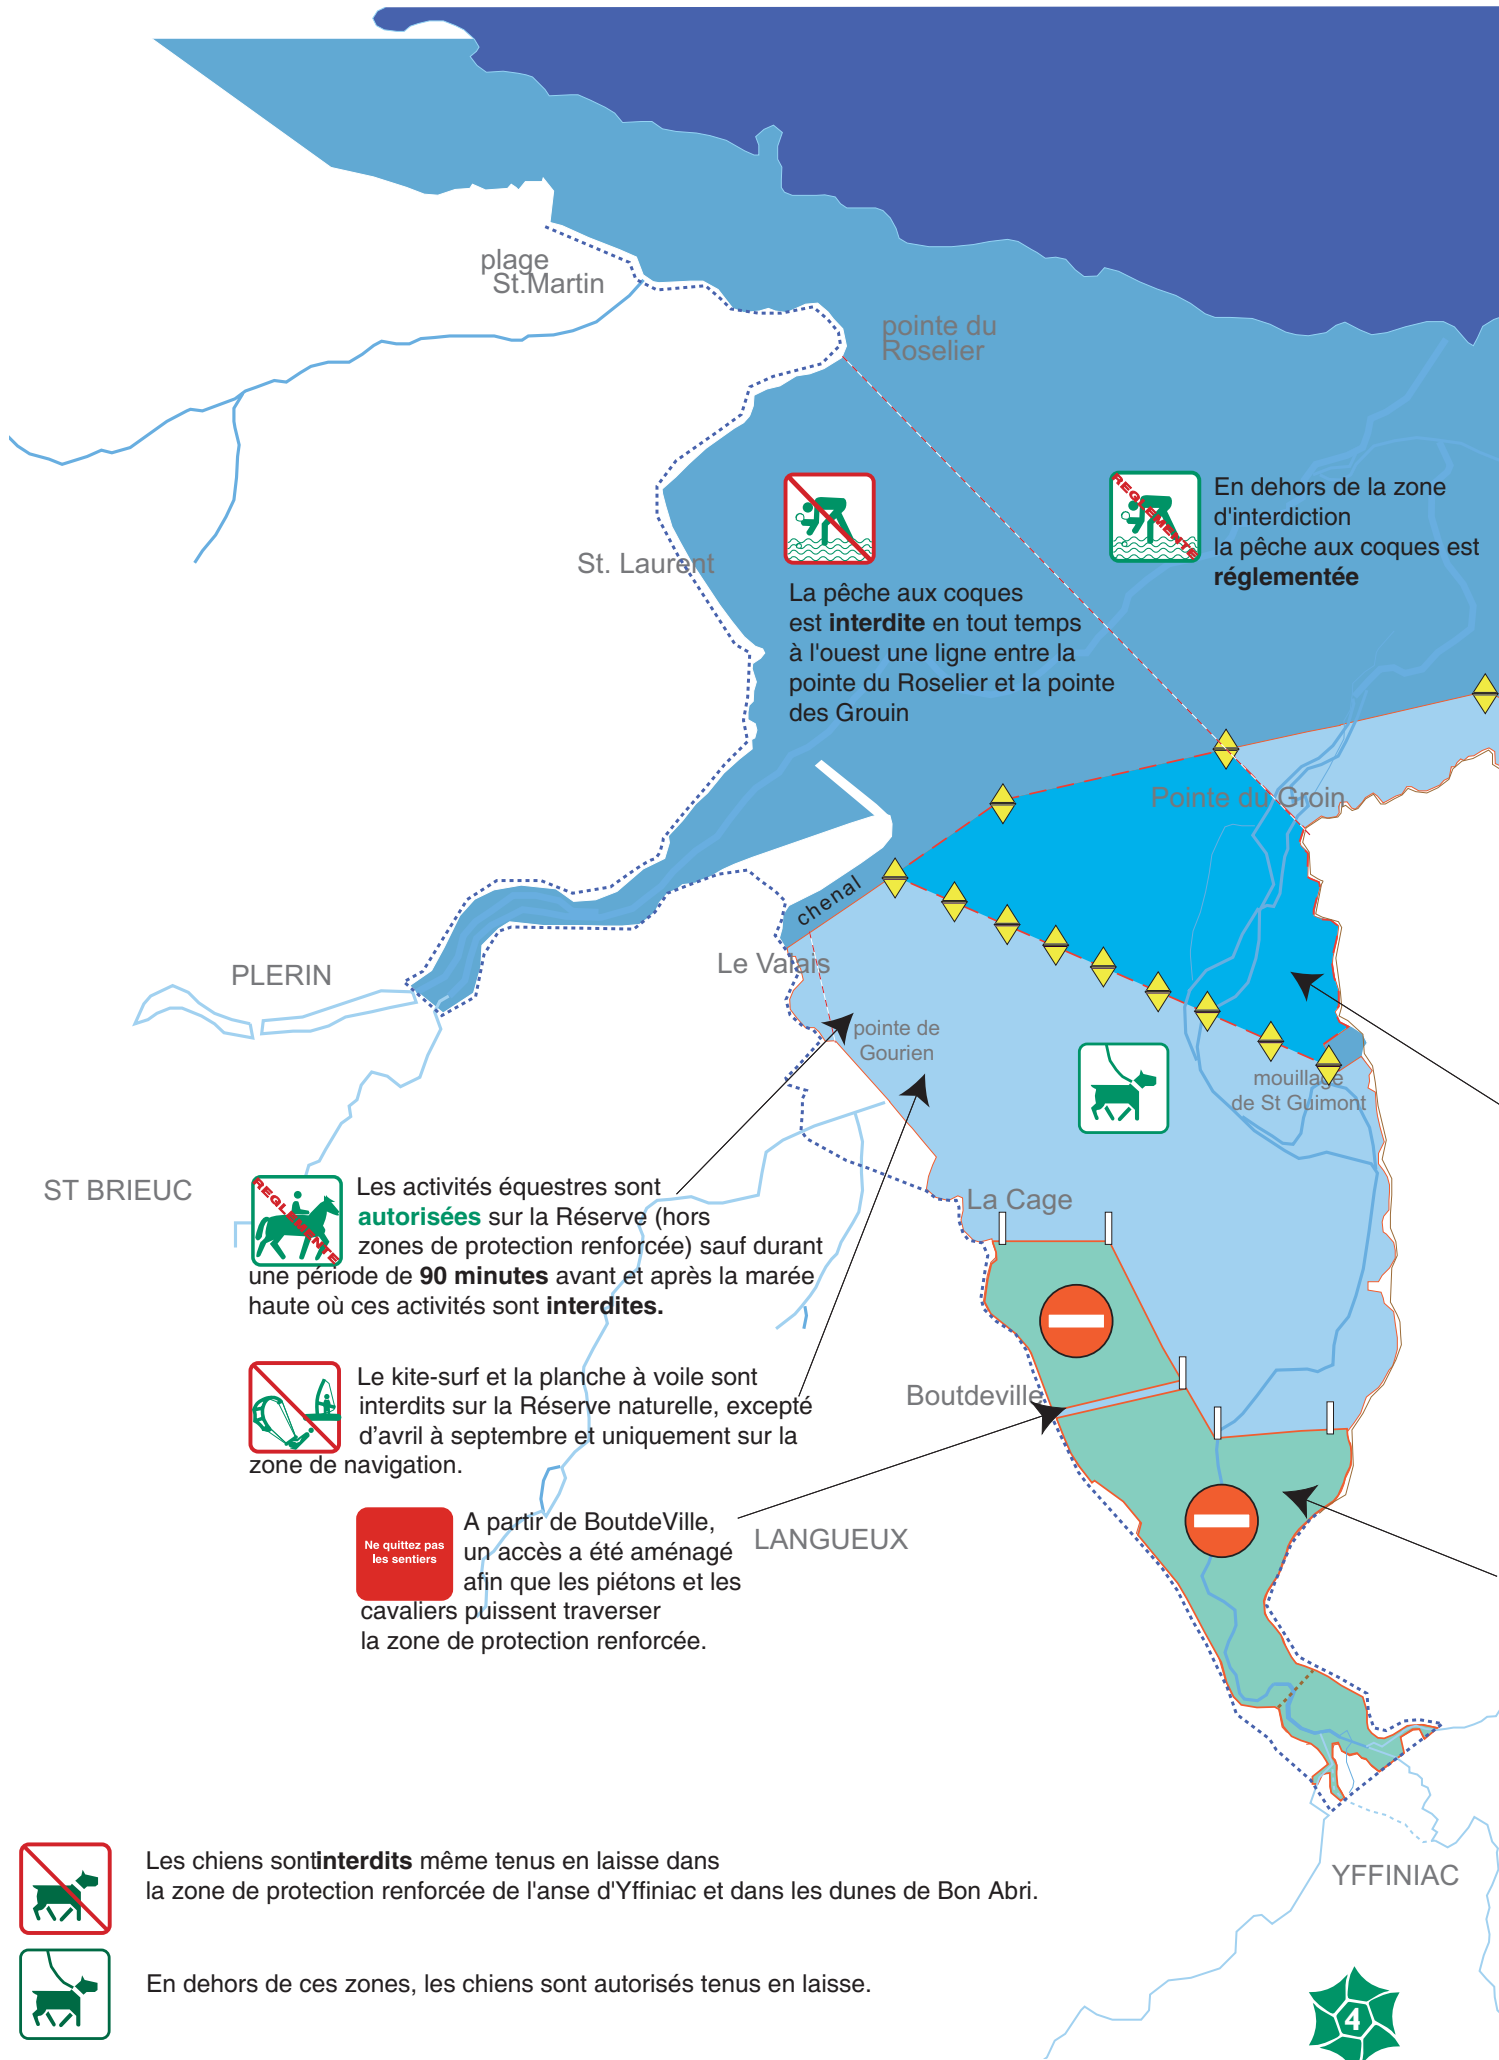 plage
St.Martin
pointe du
Roselier
REGLEMENTE
En dehors de la zone
d'interdiction
la pêche aux coques est
réglementée
St. Laurent
La pêche aux coques
est interdite en tout temps
à l'ouest une ligne entre la
pointe du Roselier et la pointe
des Grouin
Pointe du Groin
chenal
Le Valais
PLERIN
pointe de
Gourien
mouillage
de St Guimont
ST BRIEUC
La Cage
REGLEMENTE
Les activités équestres sont
autorisées sur la Réserve (hors
zones de protection renforcée) sauf durant
une période de 90 minutes avant et après la marée
haute où ces activités sont interdites.
Le kite-surf et la planche à voile sont
interdits sur la Réserve naturelle, excepté
d’avril à septembre et uniquement sur la
zone de navigation.
Boutdeville
Ne quittez pas
les sentiers
A partir de BoutdeVille,
un accès a été aménagé
afin que les piétons et les
cavaliers puissent traverser
la zone de protection renforcée.
LANGUEUX
Les chiens sontinterdits même tenus en laisse dans
la zone de protection renforcée de l'anse d'Yffiniac et dans les dunes de Bon Abri.
YFFINIAC
En dehors de ces zones, les chiens sont autorisés tenus en laisse.
4